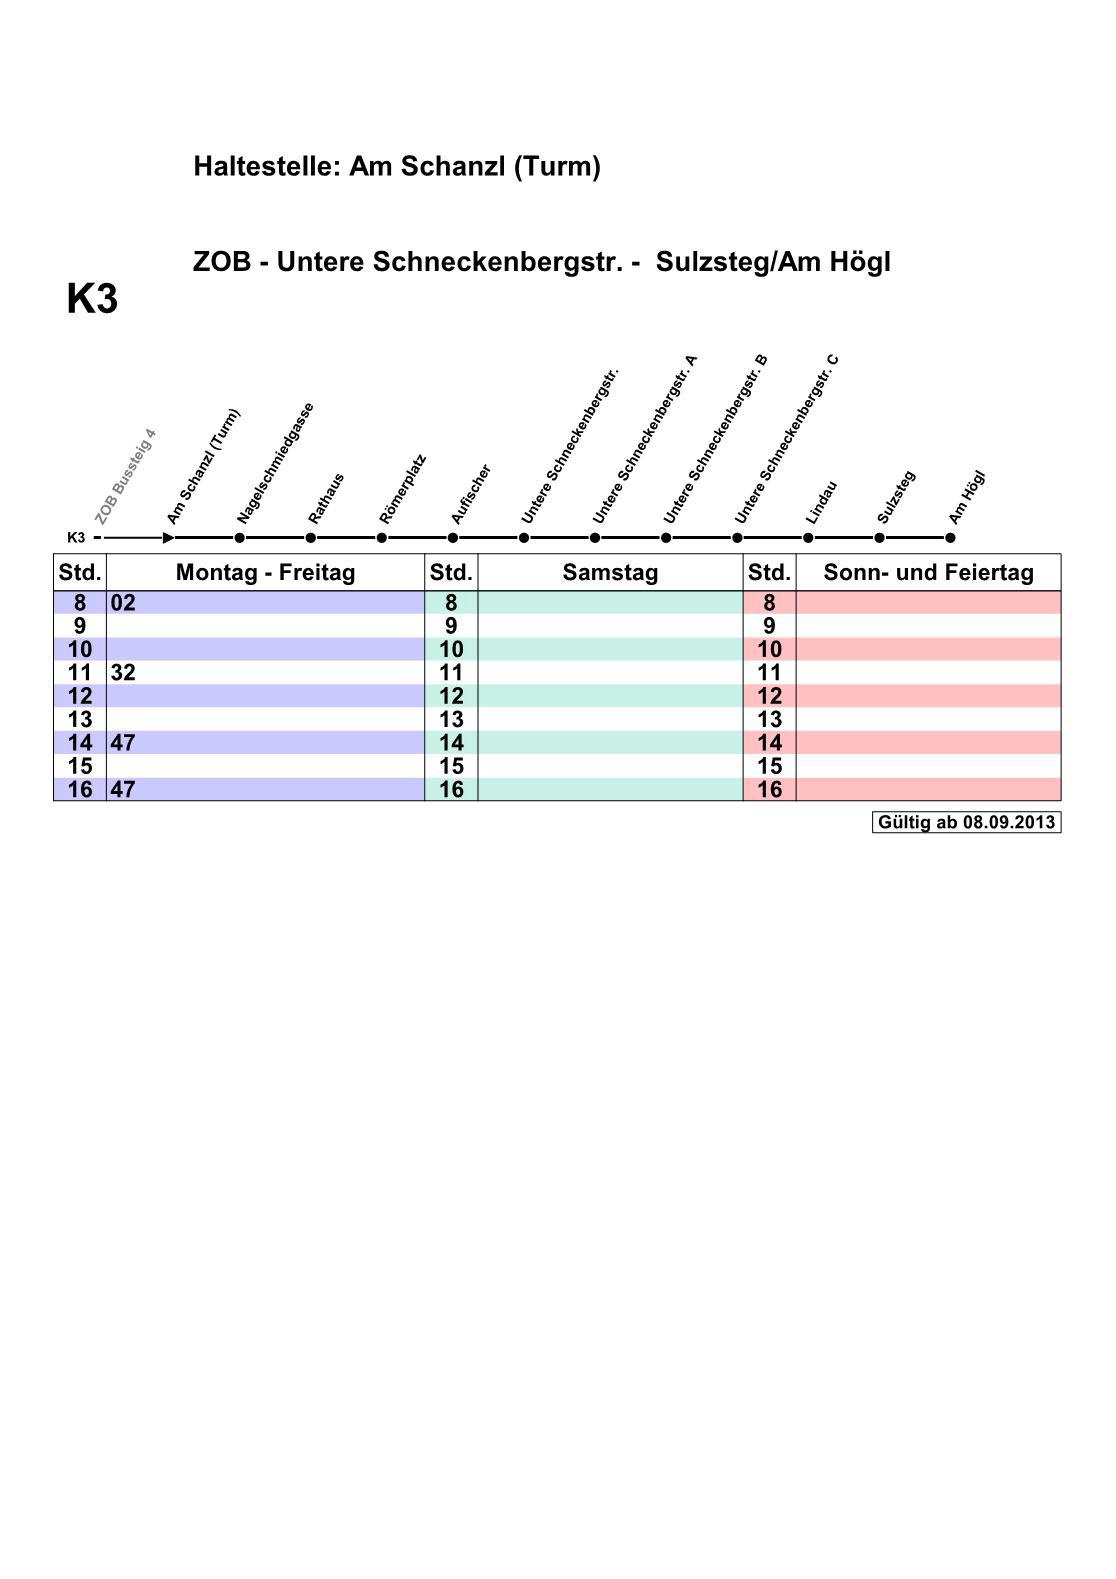 Haltestelle: Am Schanzl (Turm)
ZOB - Untere Schneckenbergstr. - Sulzsteg/Am Högl
K3
ZOB Bussteig 4
Am Schanzl (Turm)
Nagelschmiedgasse
Rathaus
Römerplatz
Aufischer
Untere Schneckenbergstr.
Untere Schneckenbergstr. A
Untere Schneckenbergstr. B
Untere Schneckenbergstr. C
Lindau
Sulzsteg
Am Högl
K3
Std. Montag - Freitag Std. Samstag Std. Sonn- und Feiertag
8 02 8 8
9 9 9
10 10 10
11 32 11 11
12 12 12
13 13 13
14 47 14 14
15 15 15
16 47 16 16
Gültig ab 08.09.2013